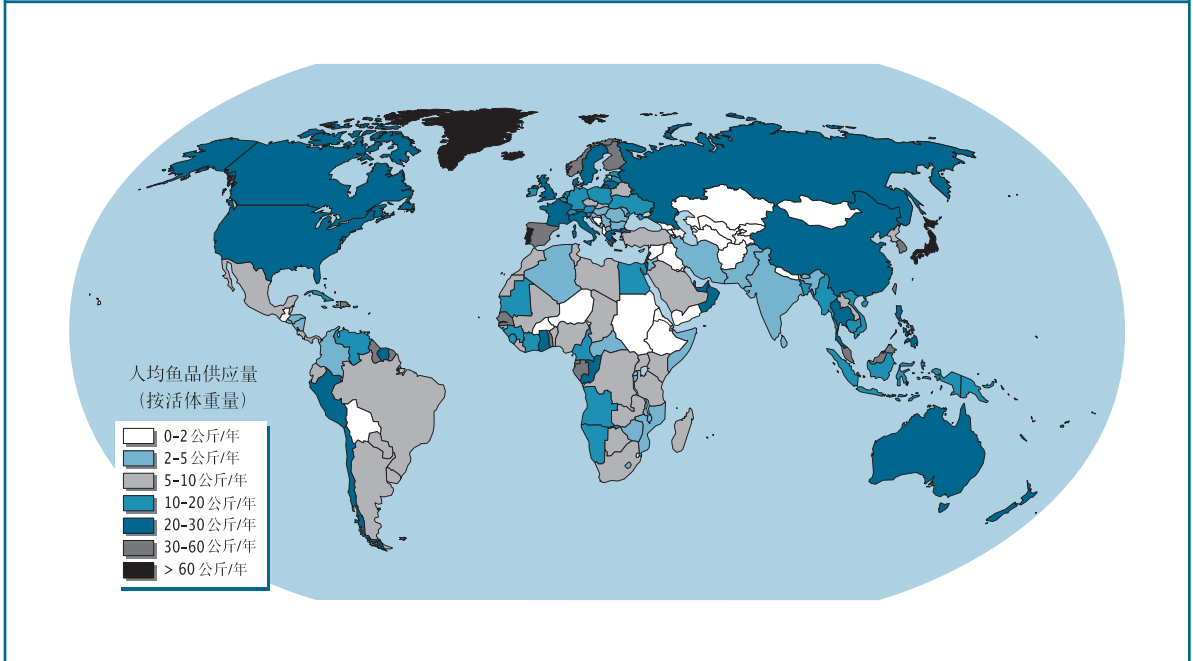 人均鱼品供应量
（按活体重量）
0–2 公斤/年
2–5 公斤/年
5–10 公斤/年
10–20 公斤/年
20–30 公斤/年
30–60 公斤/年
> 60 公斤/年